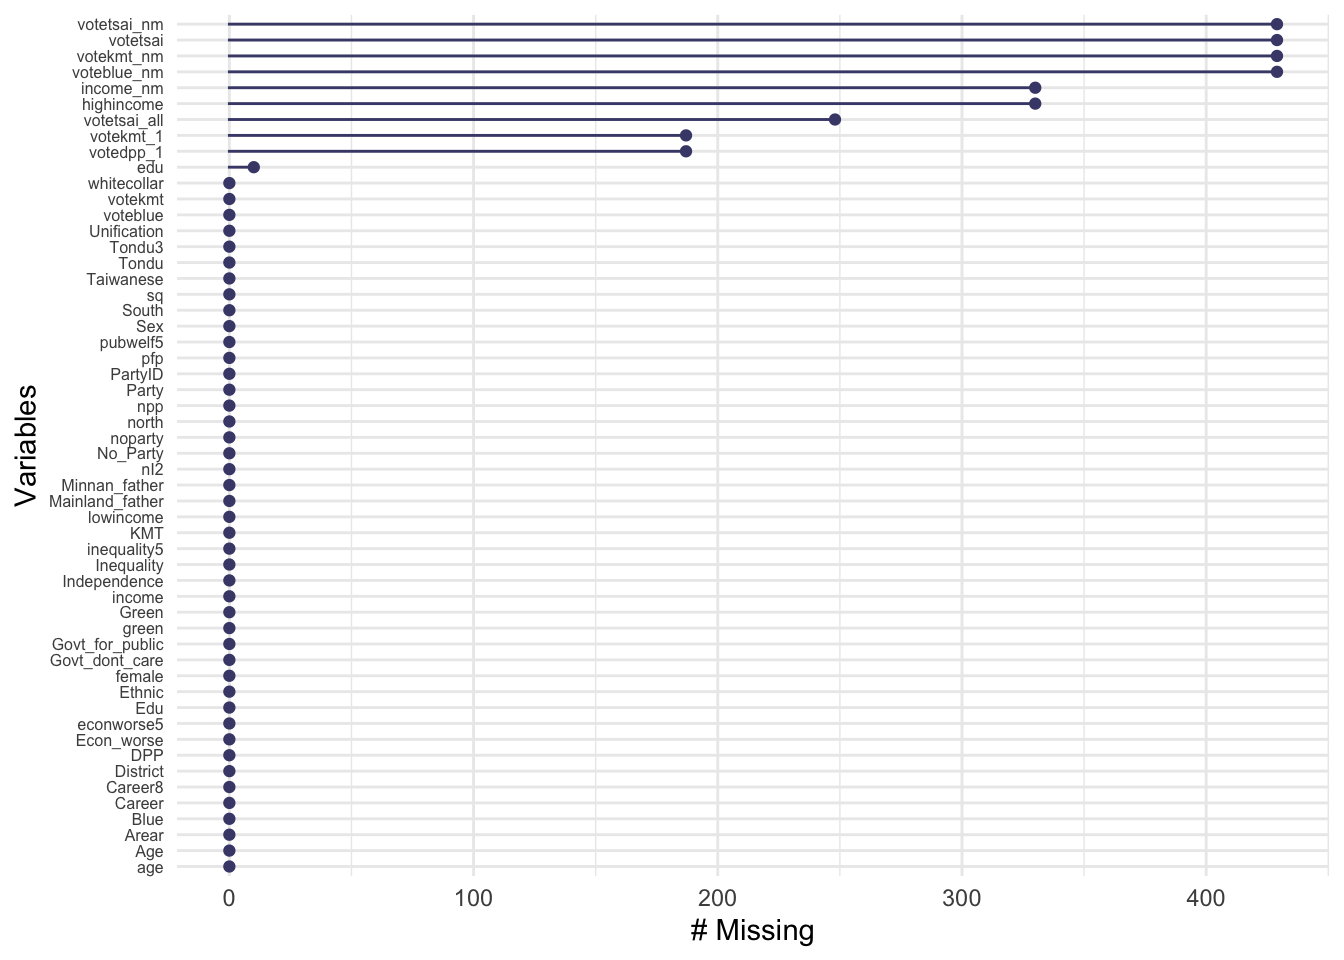 votetsai_nm
votetsai
votekmt_nm
voteblue_nm
income_nm
highincome
votetsai_all
votekmt_1
votedpp_1
edu
whitecollar
votekmt
voteblue
Unification
Tondu3
Tondu
Taiwanese
sq
South
Sex
pubwelf5
pfp
PartyID
Party
npp
north
noparty
No_Party
nI2
Minnan_father
Mainland_father
lowincome
KMT
inequality5
Inequality
Independence
income
Green
green
Govt_for_public
Govt_dont_care
female
Ethnic
Edu
econworse5
Econ_worse
DPP
District
Career8
Career
Blue
Arear
Age
age
Variables
0 100 200 300 400
# Missing